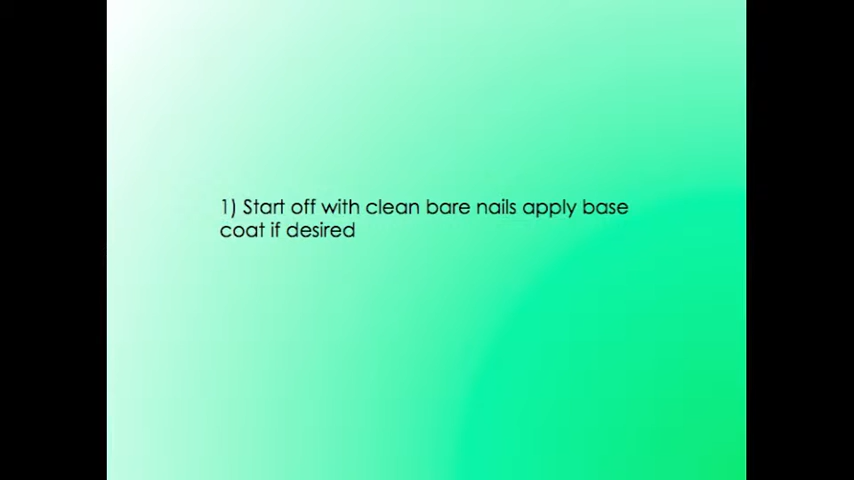 1) Start off with clean bare nails apply base
coat if desired